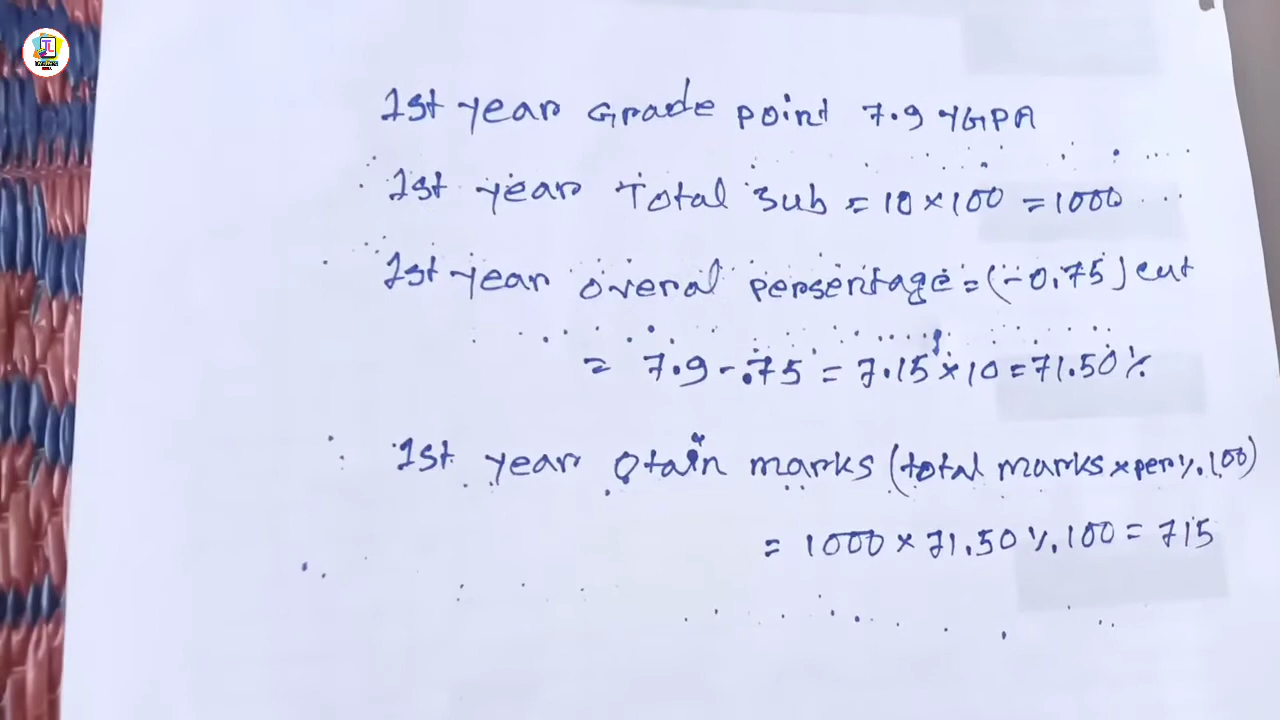 1st year Grade point 7.9 YGPA
1st year Total Sub = 10 × 100 = 1000
1st year overal persentage = (-0.75) cut
= 7.9 - .75 = 7.15 × 10 = 71.50%
1st year Otain marks (total marks × per%.100)
= 1000 × 71.50%.100 = 715